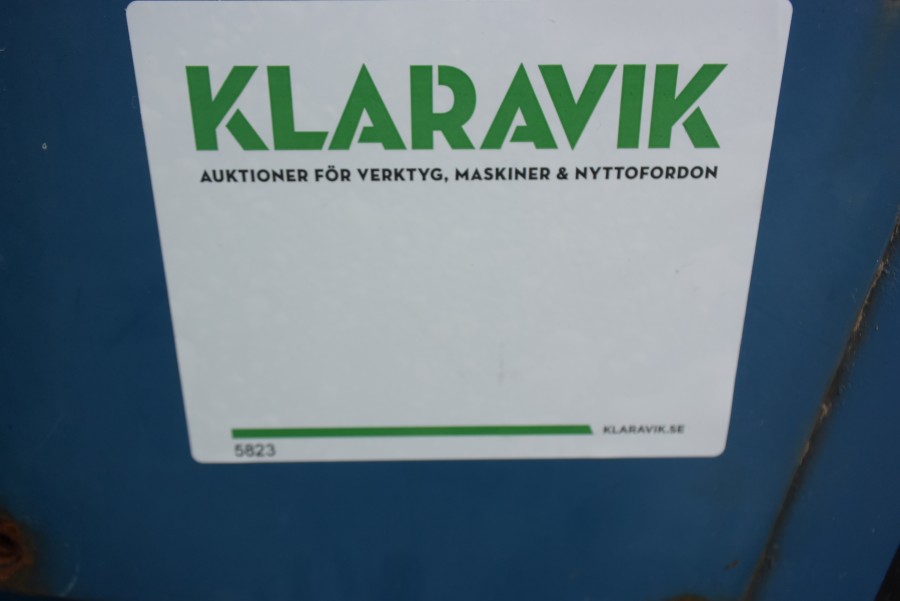 KLARAVIK
AUKTIONER FÖR VERKTYG, MASKINER & NYTTOFORDON
KLARAVIK.SE
5823